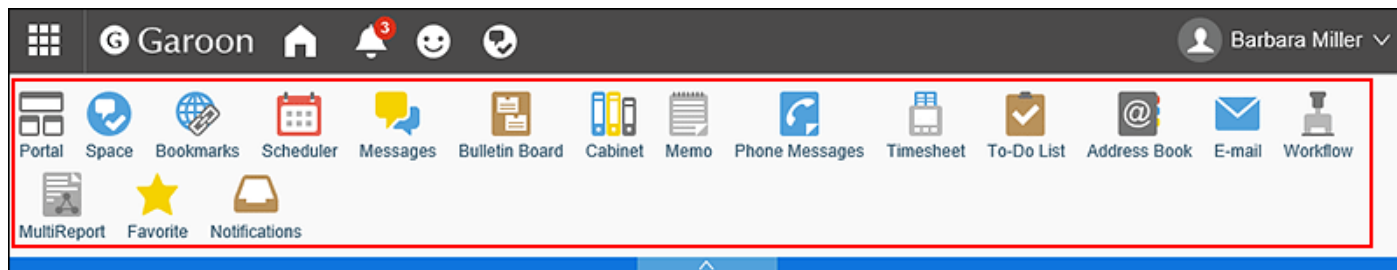 G Garoon 3 Barbara Miller
Portal Space Bookmarks Scheduler Messages Bulletin Board Cabinet Memo Phone Messages Timesheet To-Do List Address Book E-mail Workflow
MultiReport Favorite Notifications